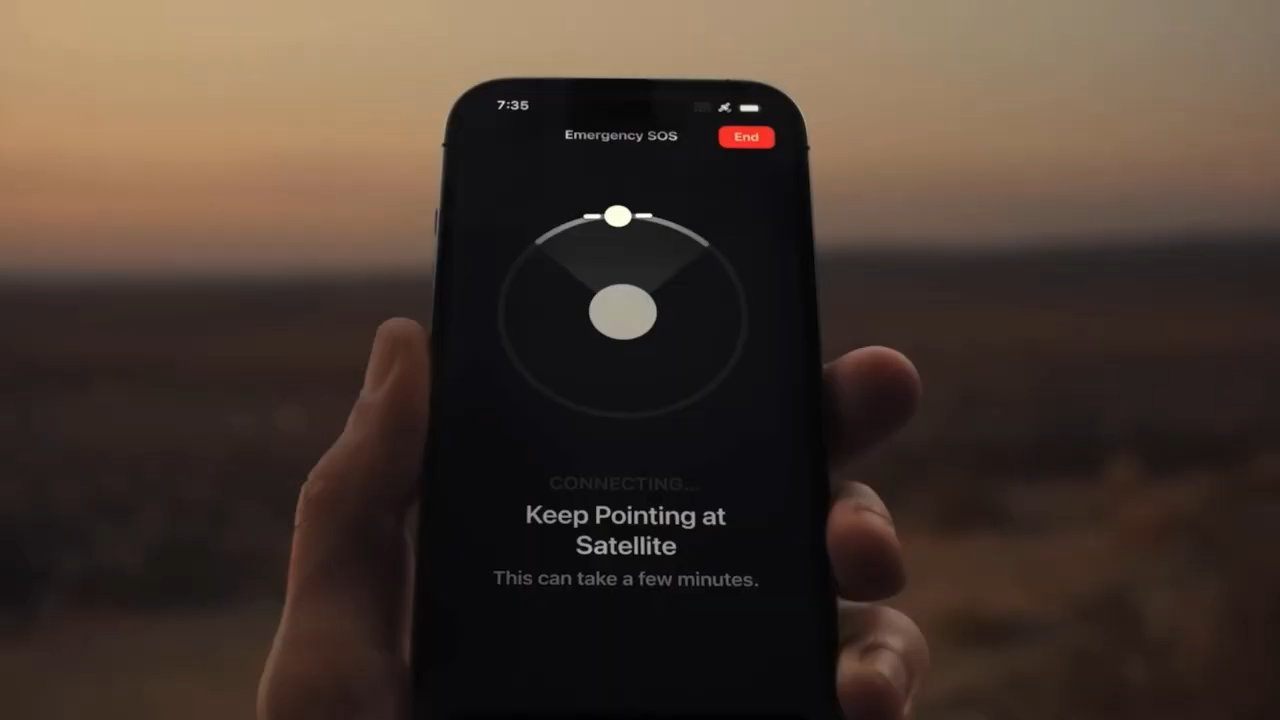 7:35
Emergency SOS
End
CONNECTING...
Keep Pointing at
Satellite
This can take a few minutes.